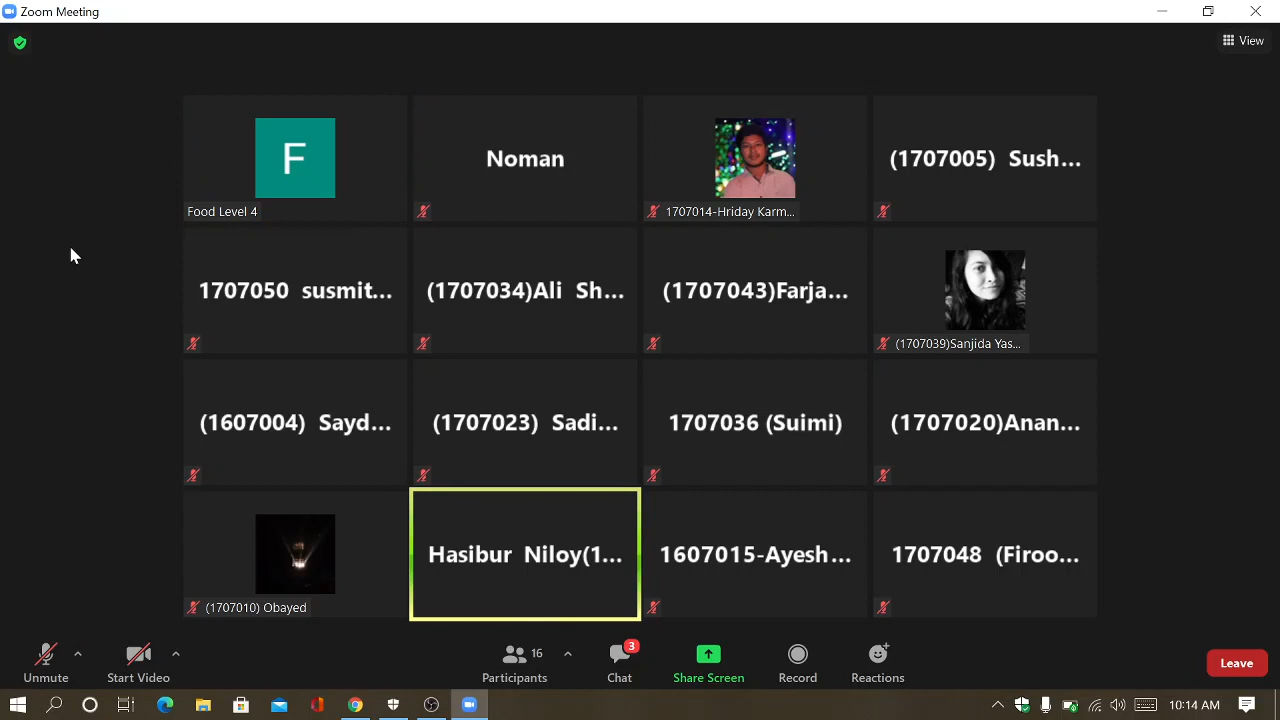 Zoom Meeting
View
F
Food Level 4
Noman
1707014-Hriday Karm...
(1707005) Sush...
1707050 susmit...
(1707034)Ali Sh...
(1707043)Farja...
(1707039)Sanjida Yas...
(1607004) Sayd...
(1707023) Sadi...
1707036 (Suimi)
(1707020)Anan...
(1707010) Obayed
Hasibur Niloy(1...
1607015-Ayesh...
1707048 (Firoo...
Unmute
Start Video
16
Participants
3
Chat
Share Screen
Record
Reactions
Leave
10:14 AM